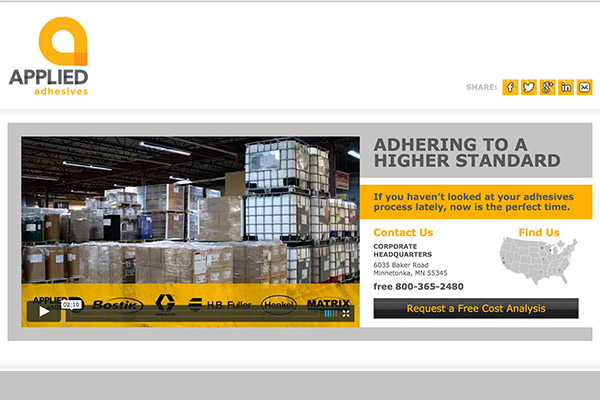 APPLIED
adhesives
SHARE:
ADHERING TO A
HIGHER STANDARD
If you haven't looked at your adhesives
process lately, now is the perfect time.
Contact Us
Find Us
CORPORATE
HEADQUARTERS
6035 Baker Road
Minnetonka, MN 55345
free 800-365-2480
Request a Free Cost Analysis
APPLIED
Bostik
H.B. Fuller
Henkel
MATRIX
02:10